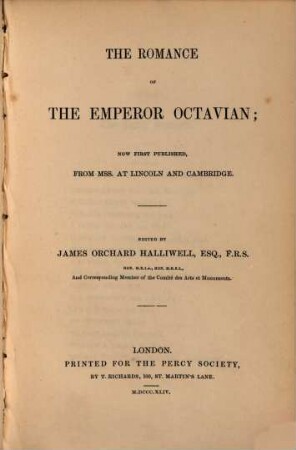 THE ROMANCE
OF
THE EMPEROR OCTAVIAN;
NOW FIRST PUBLISHED,
FROM MSS. AT LINCOLN AND CAMBRIDGE.
EDITED BY
JAMES ORCHARD HALLIWELL, ESQ., F.R.S.
HON. M.R.I.A., HON. M.R.S.L.,
And Corresponding Member of the Comité des Arts et Monuments.
LONDON.
PRINTED FOR THE PERCY SOCIETY,
BY T. RICHARDS, 100, ST. MARTIN'S LANE.
M.DCCC.XLIV.